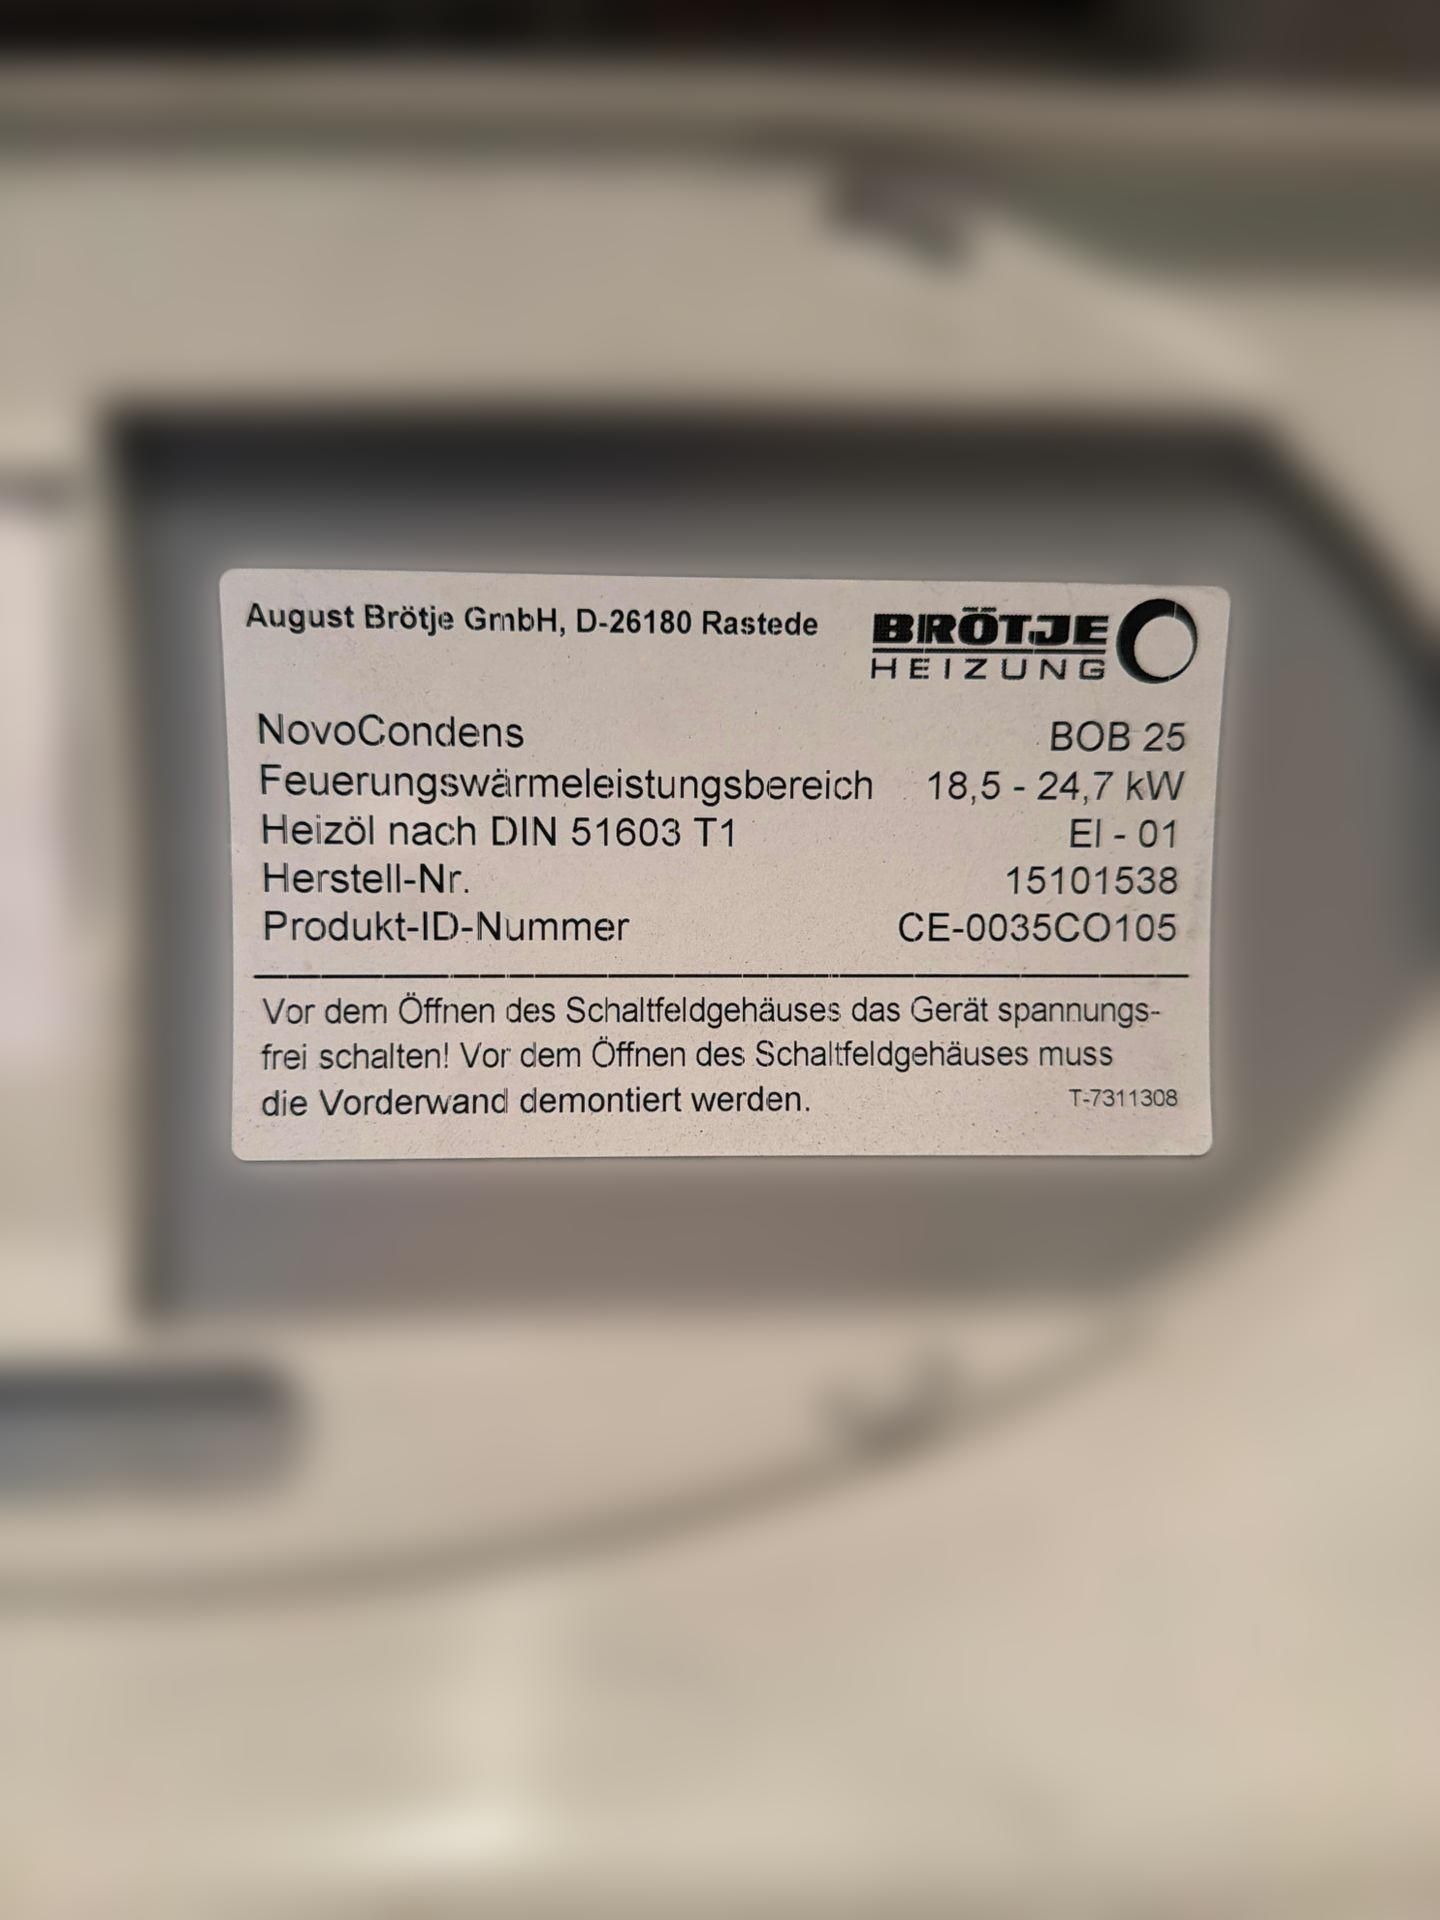 August Brötje GmbH, D-26180 Rastede
BRÖTJE
HEIZUNG
NovoCondens BOB 25
Feuerungswärmeleistungsbereich 18,5 - 24,7 kW
Heizöl nach DIN 51603 T1 El - 01
Herstell-Nr. 15101538
Produkt-ID-Nummer CE-0035CO105
Vor dem Öffnen des Schaltfeldgehäuses das Gerät spannungs-
frei schalten! Vor dem Öffnen des Schaltfeldgehäuses muss
die Vorderwand demontiert werden. T-7311308